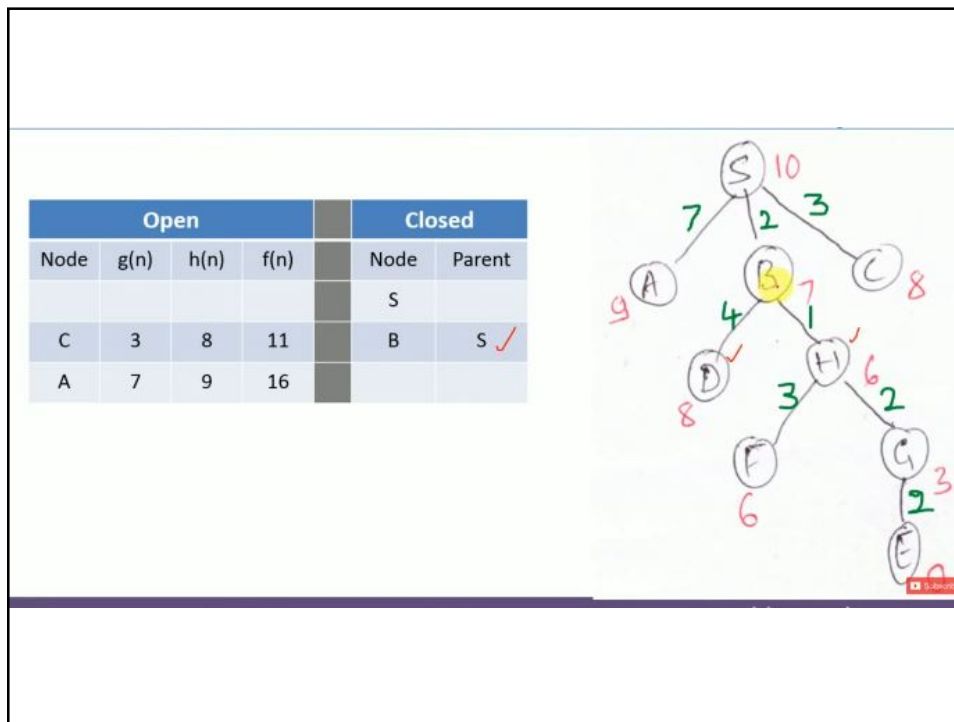 Open Closed
Node g(n) h(n) f(n) Node Parent
S
C 3 8 11 B S
A 7 9 16
S 10
7 2 3
A 9 B 7 C 8
4 1
D 8 H 6
3 2
F 6 G 3
2
E 0